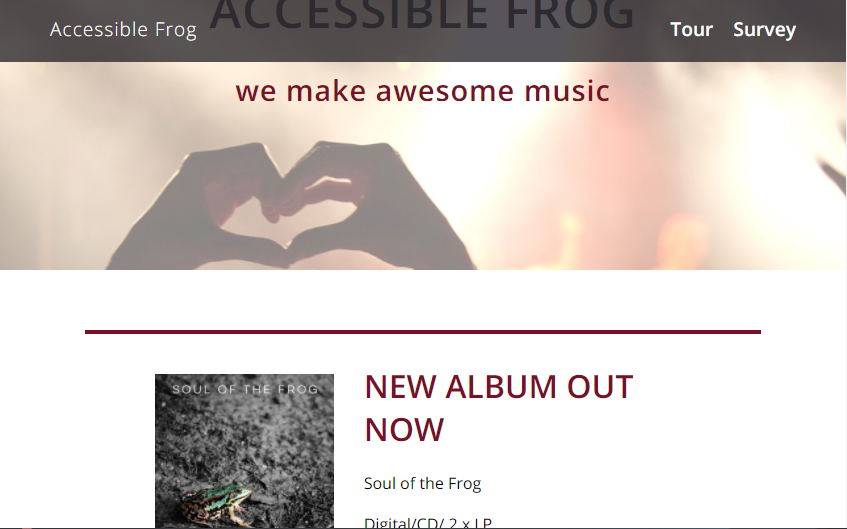 ACCESSIBLE FROG
Accessible Frog Tour Survey
we make awesome music
SOUL OF THE FROG
NEW ALBUM OUT
NOW
Soul of the Frog
Digital/CD/ 2 x LP